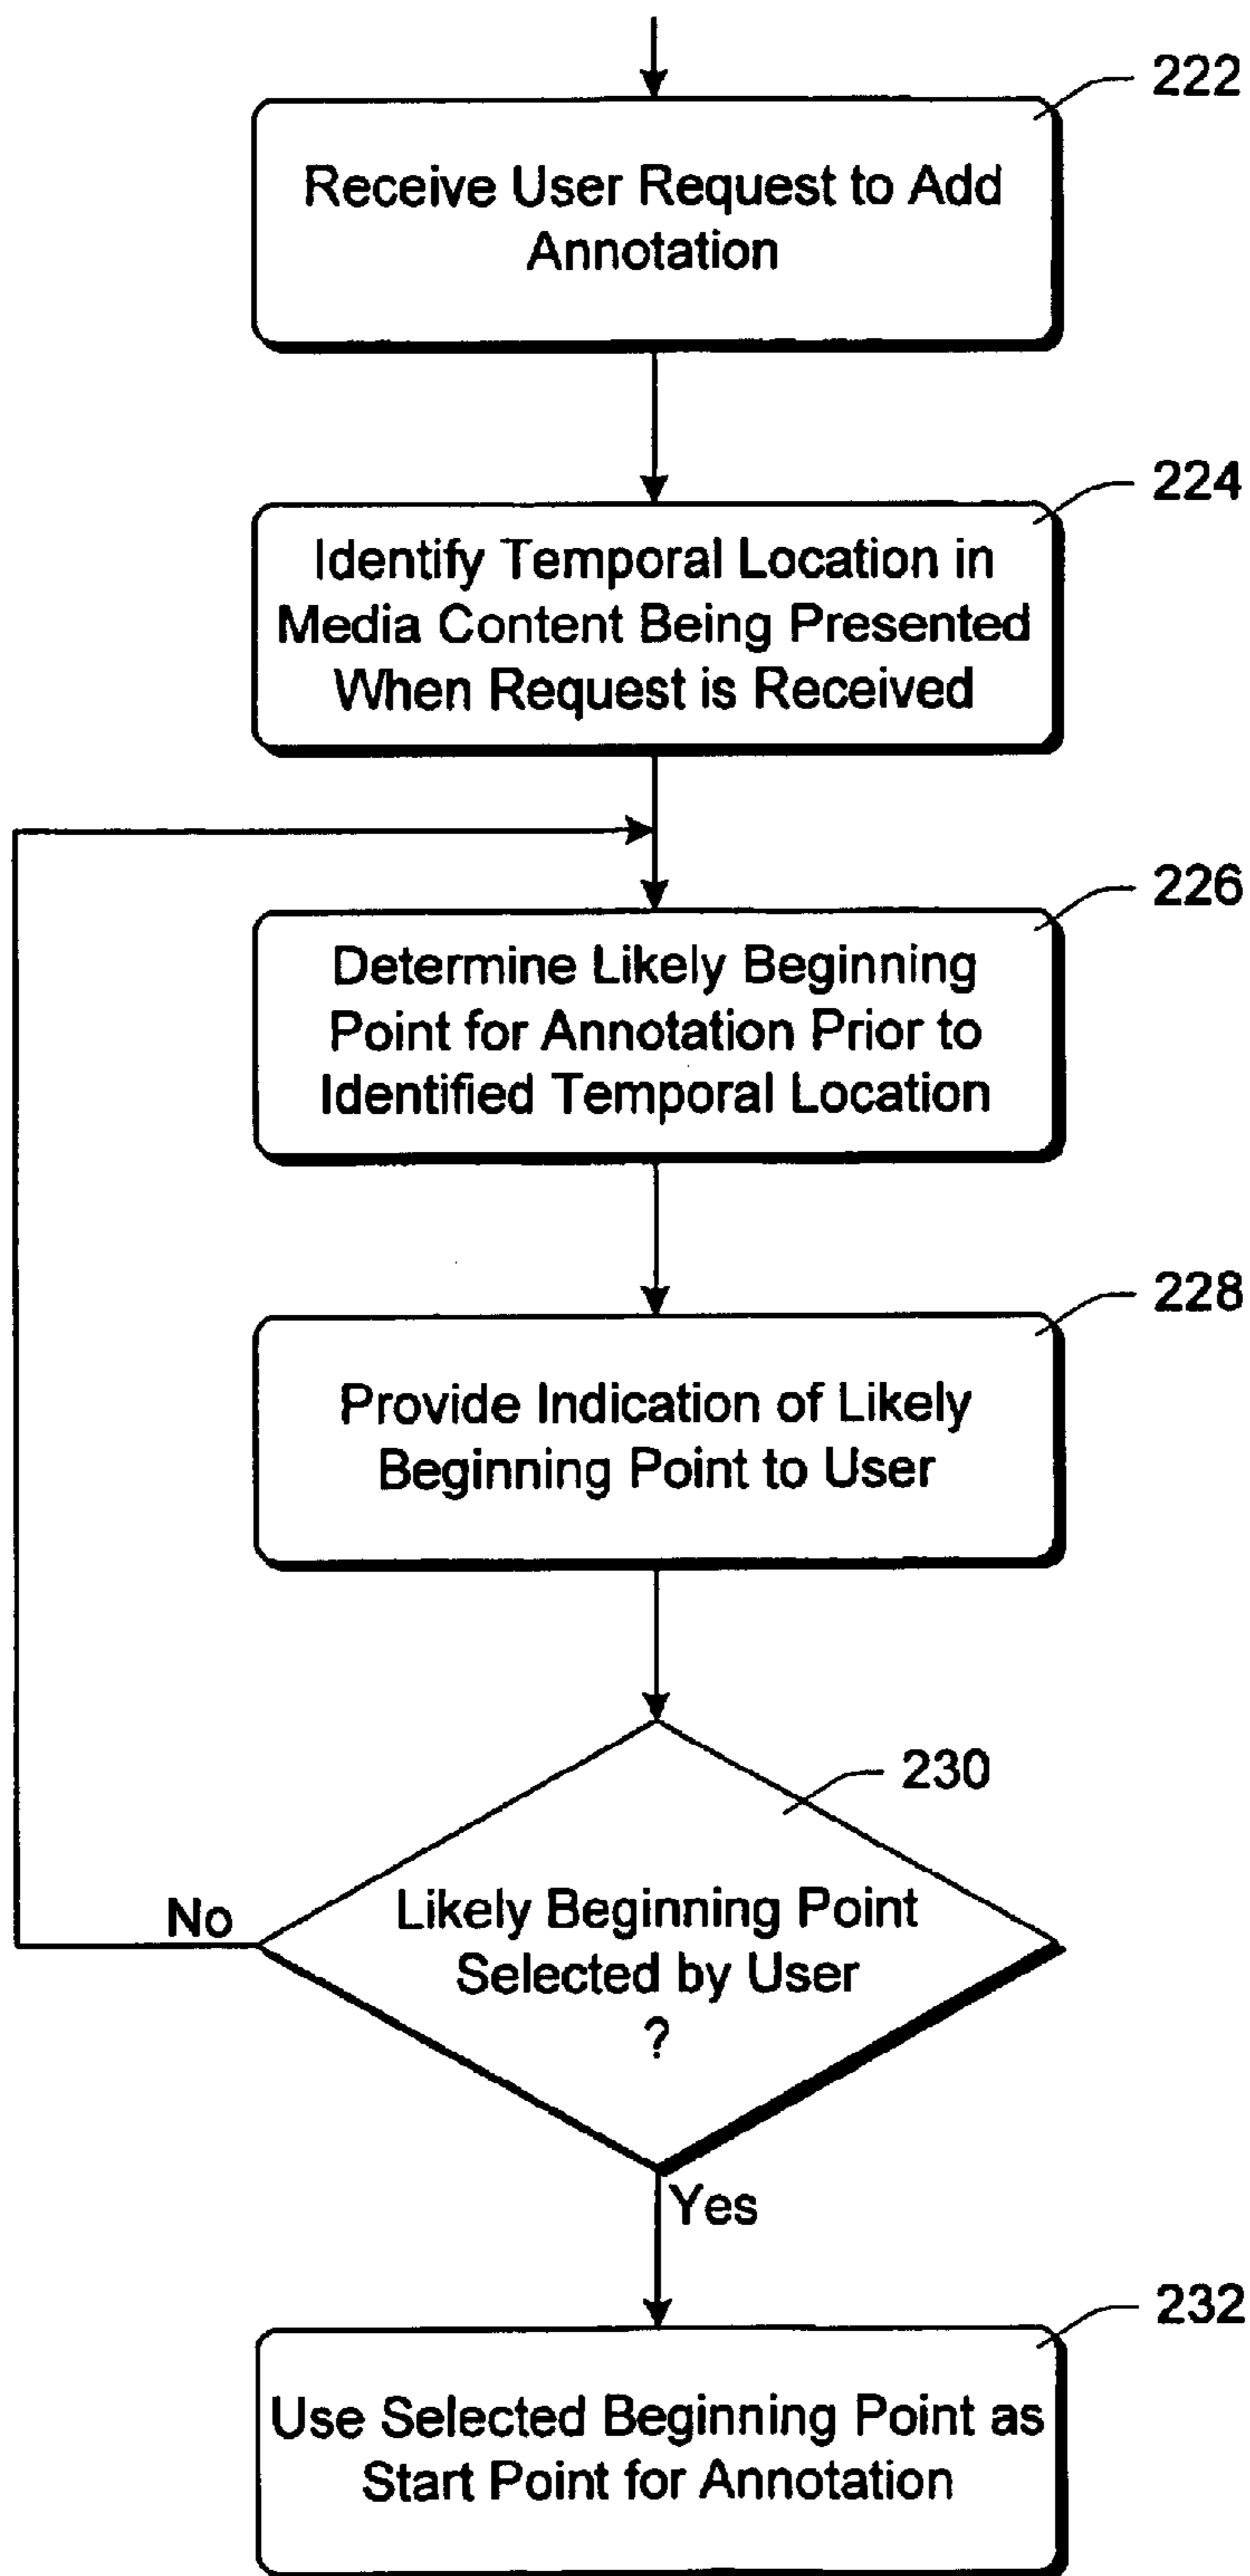 222
Receive User Request to Add
Annotation
224
Identify Temporal Location in
Media Content Being Presented
When Request is Received
226
Determine Likely Beginning
Point for Annotation Prior to
Identified Temporal Location
228
Provide Indication of Likely
Beginning Point to User
230
No
Likely Beginning Point
Selected by User
?
Yes
232
Use Selected Beginning Point as
Start Point for Annotation